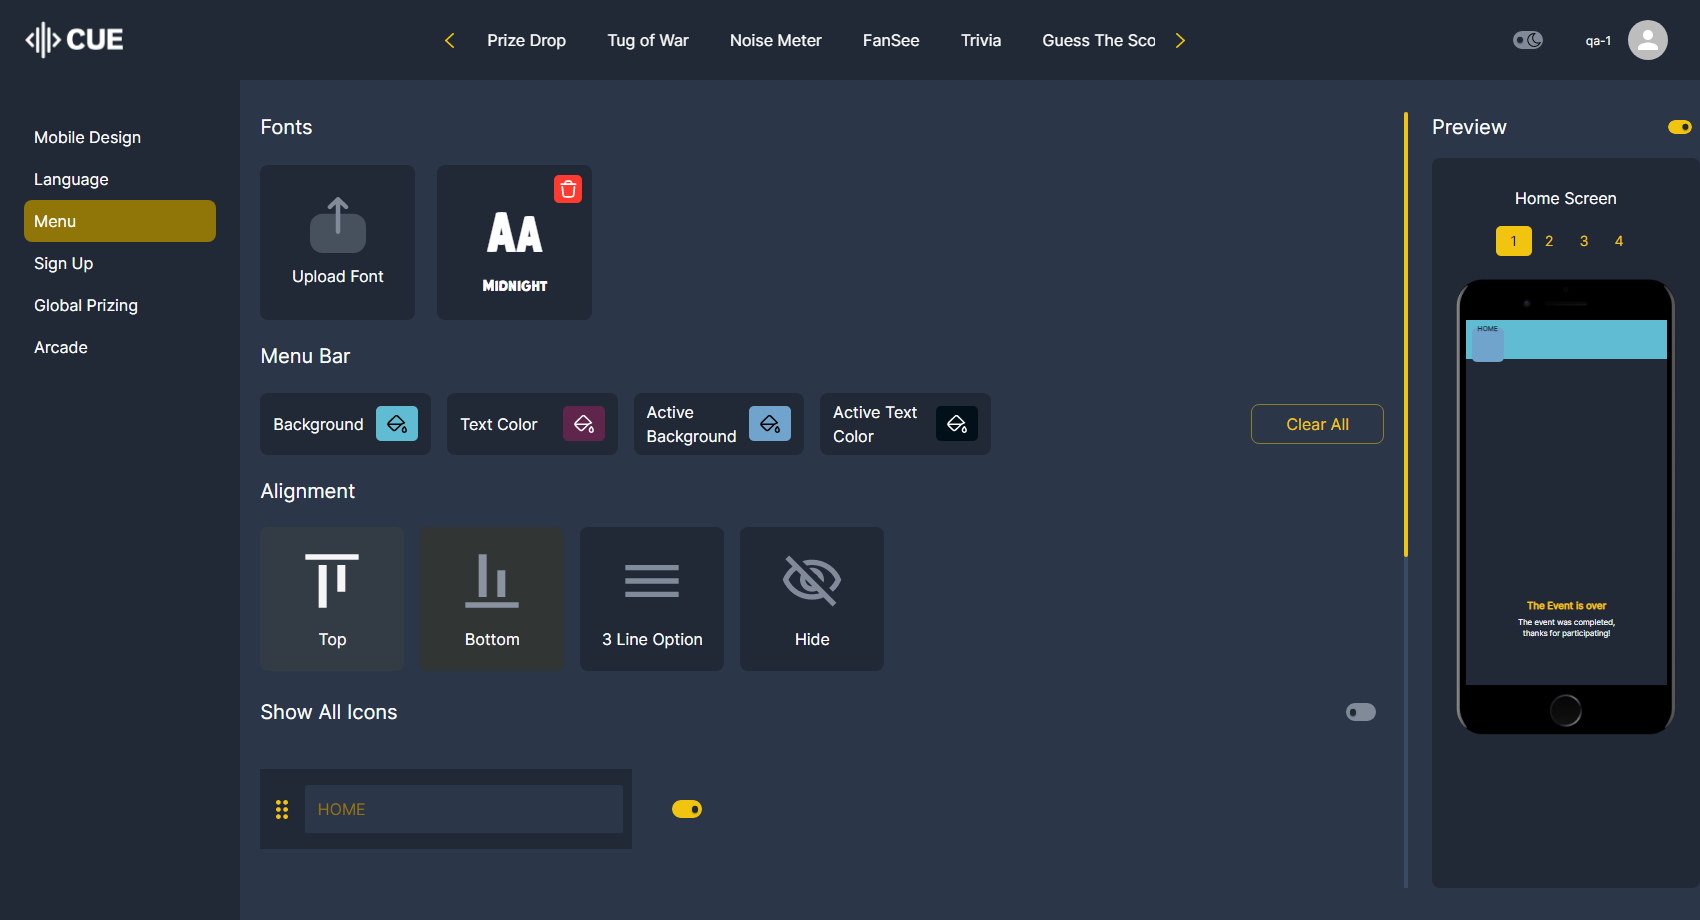 CUE
Prize Drop
Tug of War
Noise Meter
FanSee
Trivia
Guess The Sco
qa-1
Mobile Design
Language
Menu
Sign Up
Global Prizing
Arcade
Fonts
Upload Font
AA
MIDNIGHT
Menu Bar
Background
Text Color
Active
Background
Active Text
Color
Clear All
Alignment
Top
Bottom
3 Line Option
Hide
Show All Icons
HOME
Preview
Home Screen
1 2 3 4
HOME
The Event is over
The event was completed,
thanks for participating!